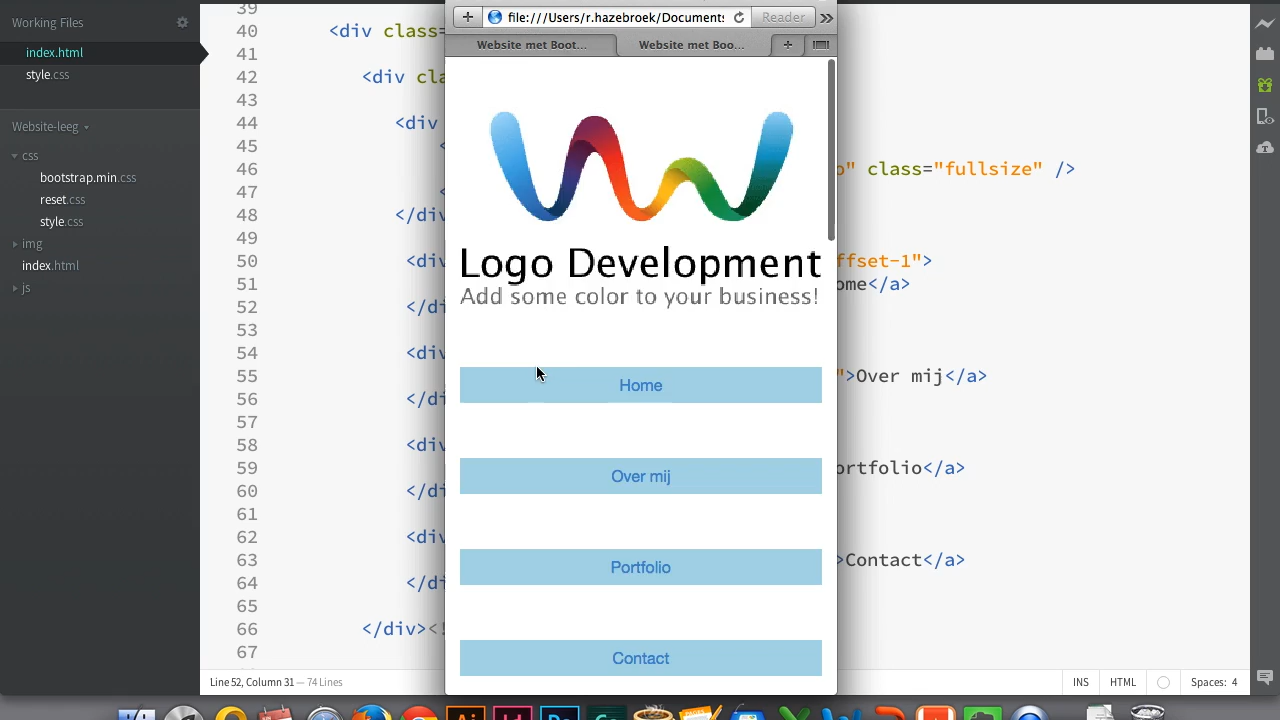 Working Files
index.html
style.css
Website-leeg
css
bootstrap.min.css
reset.css
style.css
img
index.html
js
39
40 <div class=
41
42 <div cla
43
44 <div
45 <
46 o" class="fullsize" />
47 <
48 </div
49
50 <div ffset-1">
51 ome</a>
52 </di
53
54 <div
55 ">Over mij</a>
56 </di
57
58 <div
59 ortfolio</a>
60 </di
61
62 <div
63 >Contact</a>
64 </di
65
66 </div><!
67
Line 52, Column 31 — 74 Lines
INS HTML Spaces: 4
file:///Users/r.hazebroek/Document: Reader
Website met Boot... Website met Boo...
Logo Development
Add some color to your business!
Home
Over mij
Portfolio
Contact